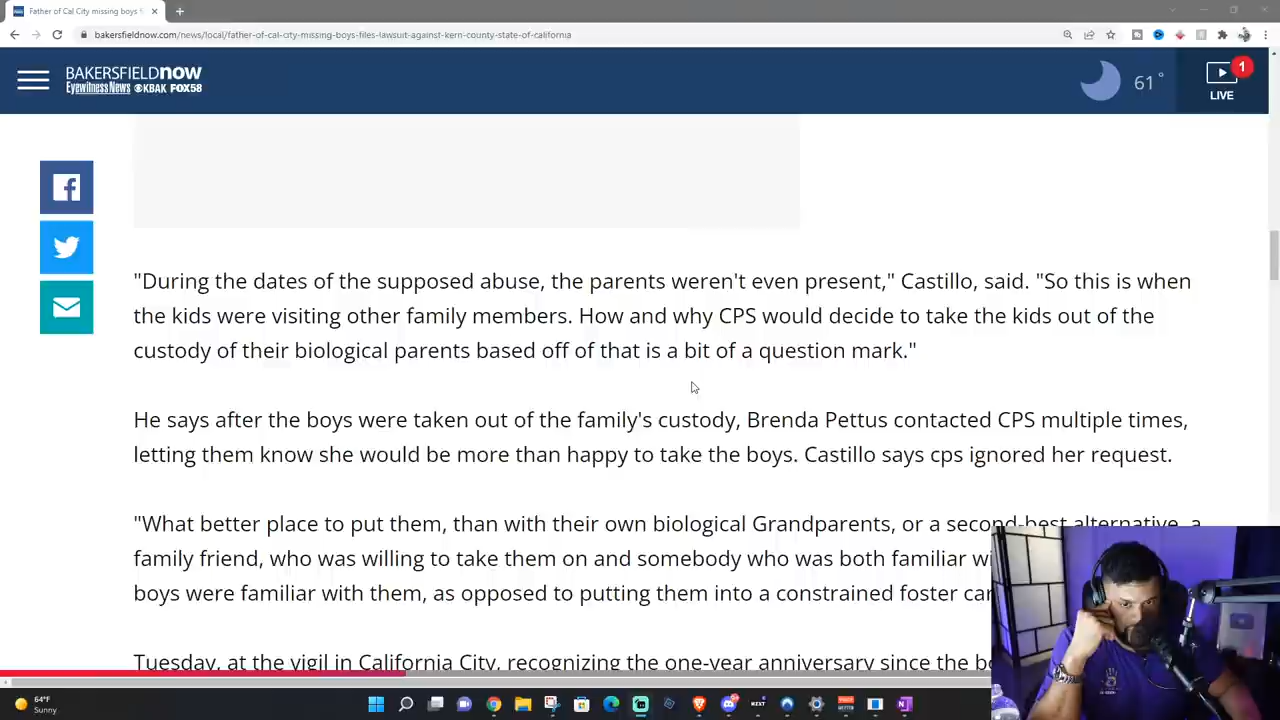 Father of Cal City missing boys f
bakersfieldnow.com/news/local/father-of-cal-city-missing-boys-files-lawsuit-against-kern-county-state-of-california
BAKERSFIELDNOW
EyewitnessNews KBAK FOX58
61°
1
LIVE
"During the dates of the supposed abuse, the parents weren't even present," Castillo, said. "So this is when
the kids were visiting other family members. How and why CPS would decide to take the kids out of the
custody of their biological parents based off of that is a bit of a question mark."
He says after the boys were taken out of the family's custody, Brenda Pettus contacted CPS multiple times,
letting them know she would be more than happy to take the boys. Castillo says cps ignored her request.
"What better place to put them, than with their own biological Grandparents, or a second-best alternative, a
family friend, who was willing to take them on and somebody who was both familiar wi
boys were familiar with them, as opposed to putting them into a constrained foster car
Tuesday, at the vigil in California City, recognizing the one-year anniversary since the bo
64°F
Sunny